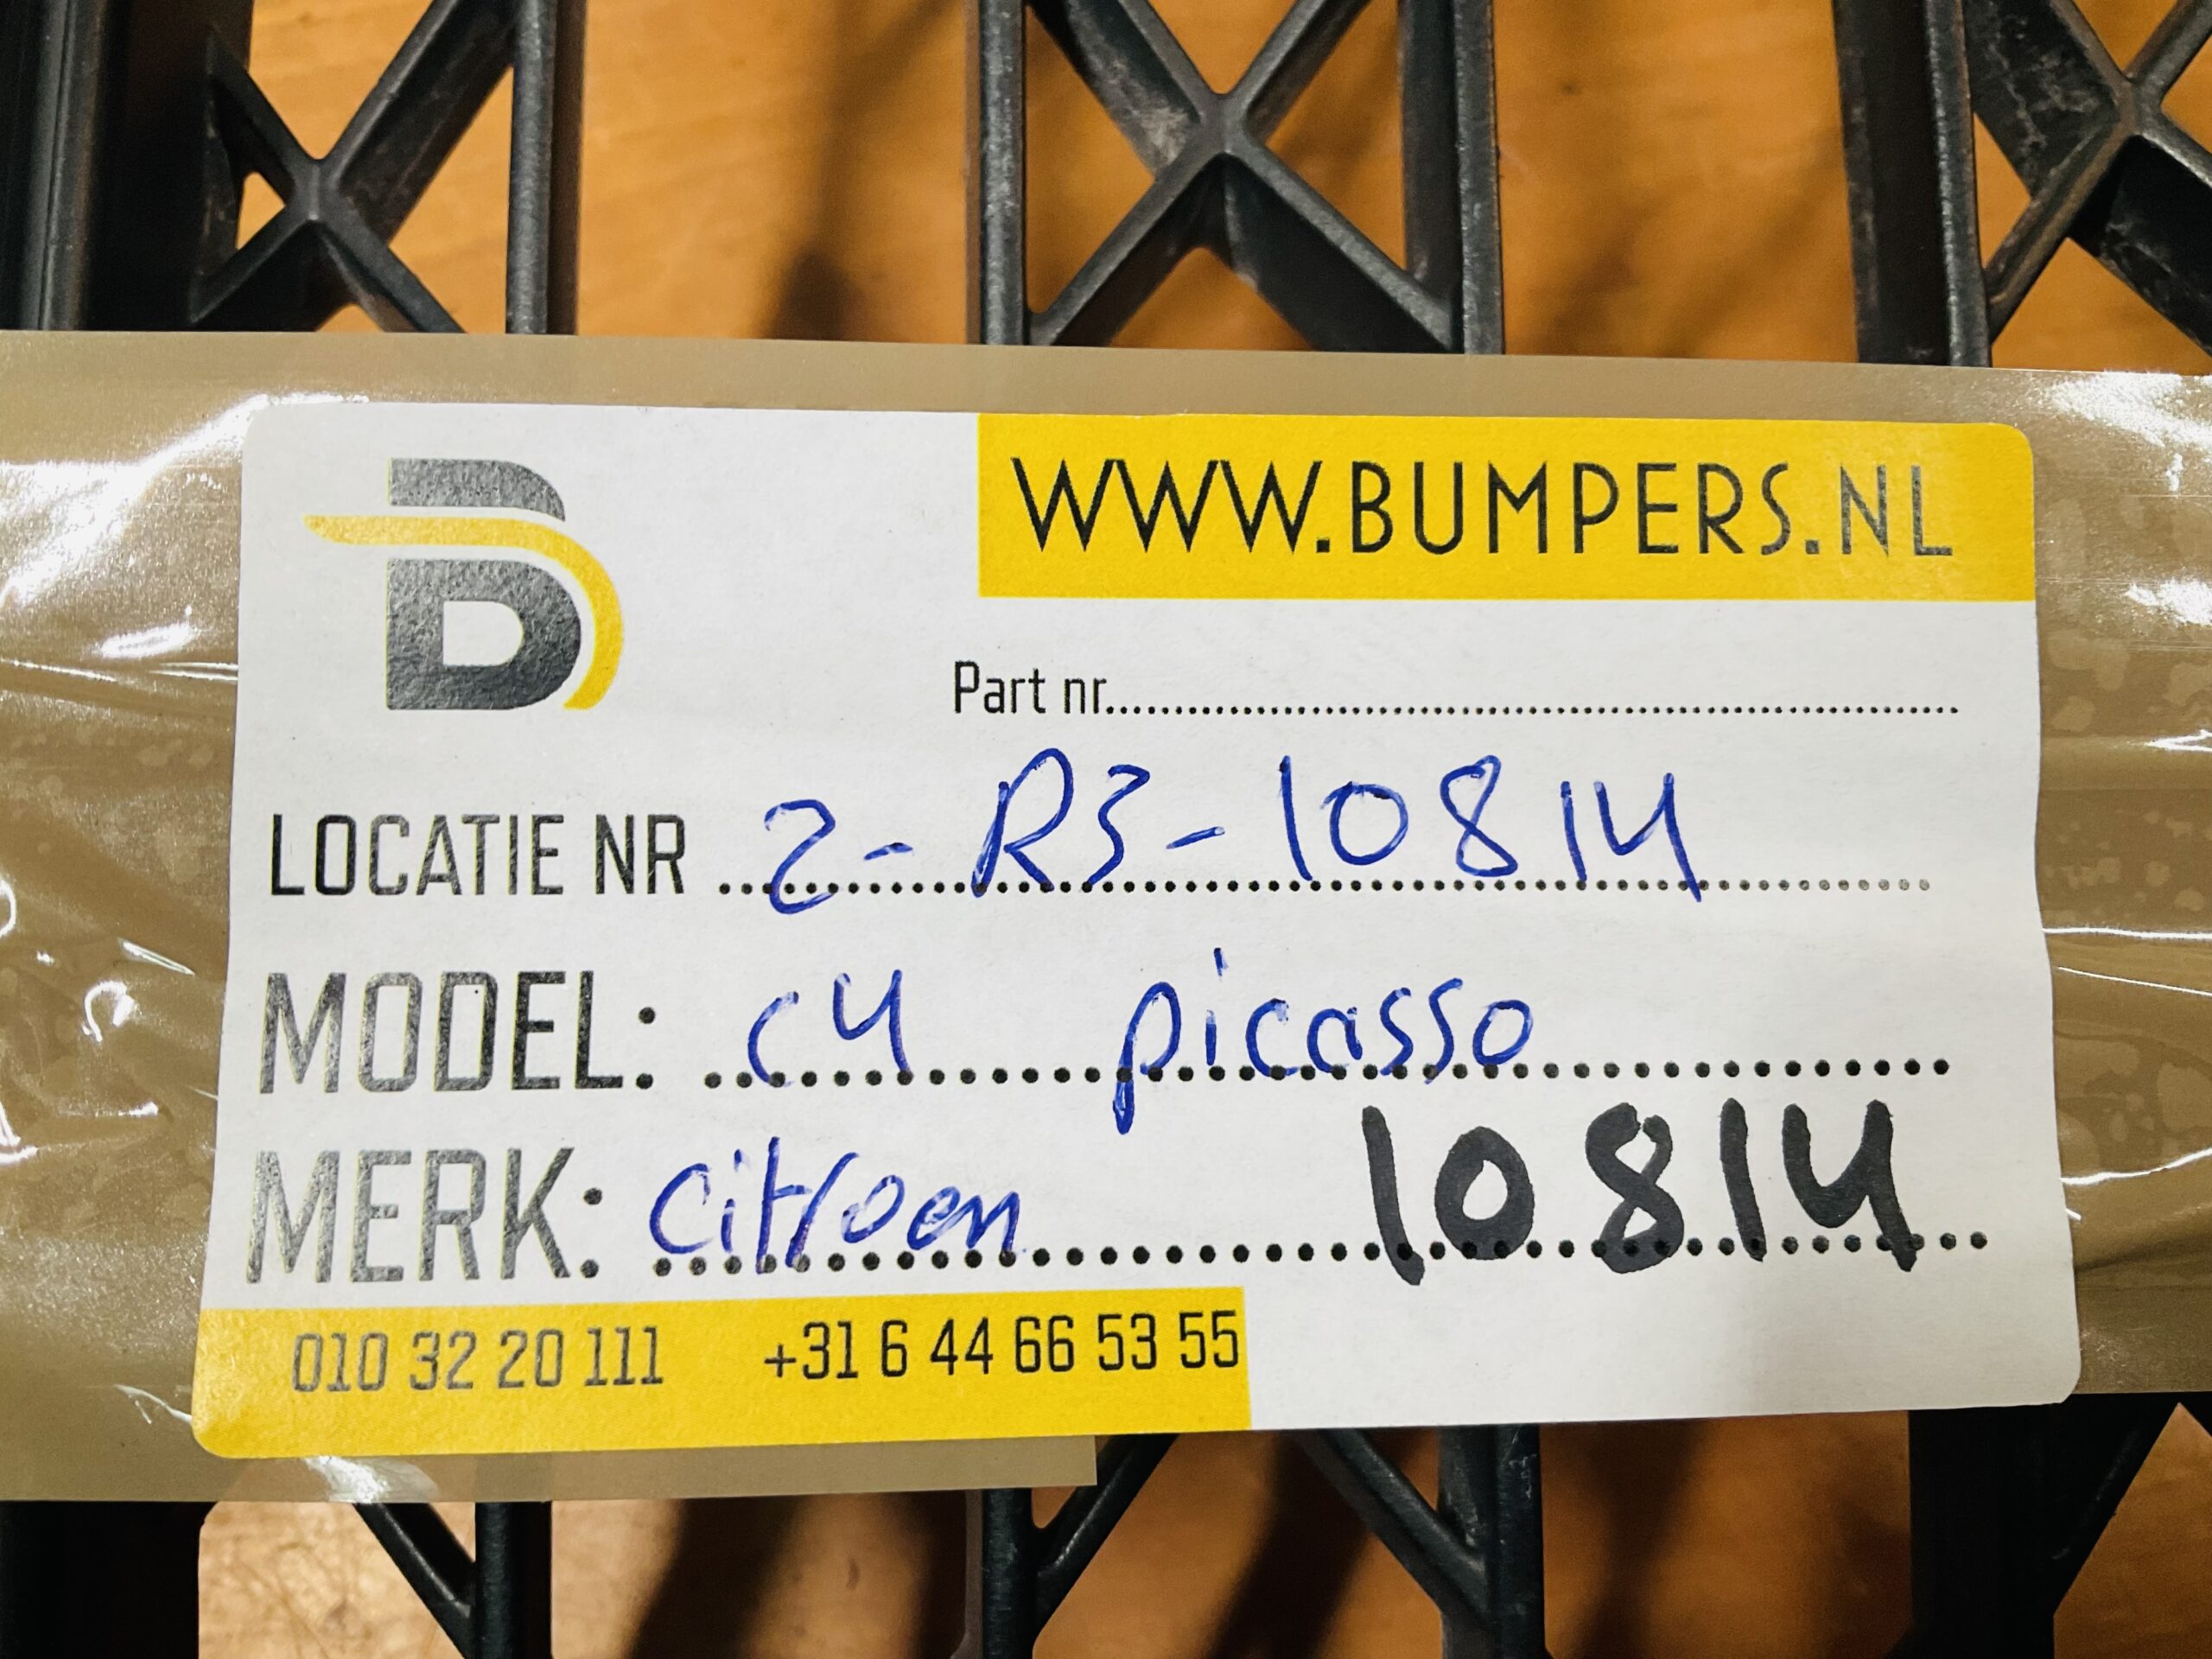 B
WWW.BUMPERS.NL
Part nr.
LOCATIE NR 2-R3-10814
MODEL: C4 picasso
MERK: Citroen 10814
010 32 20 111 +31 6 44 66 53 55